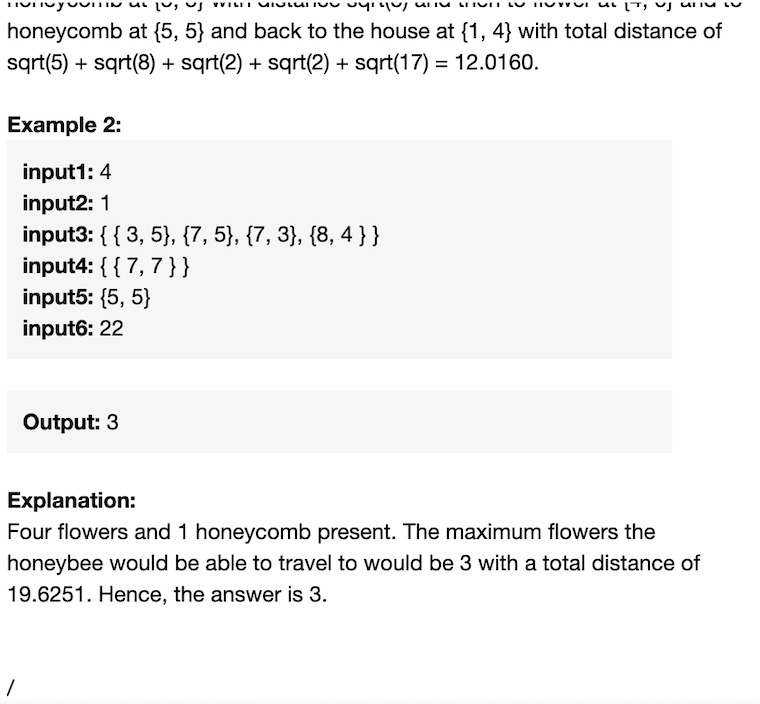 honeycomb at {5, 5} and back to the house at {1, 4} with total distance of
sqrt(5) + sqrt(8) + sqrt(2) + sqrt(2) + sqrt(17) = 12.0160.
Example 2:
input1: 4
input2: 1
input3: { { 3, 5}, {7, 5}, {7, 3}, {8, 4 } }
input4: { { 7, 7 } }
input5: {5, 5}
input6: 22
Output: 3
Explanation:
Four flowers and 1 honeycomb present. The maximum flowers the
honeybee would be able to travel to would be 3 with a total distance of
19.6251. Hence, the answer is 3.
/